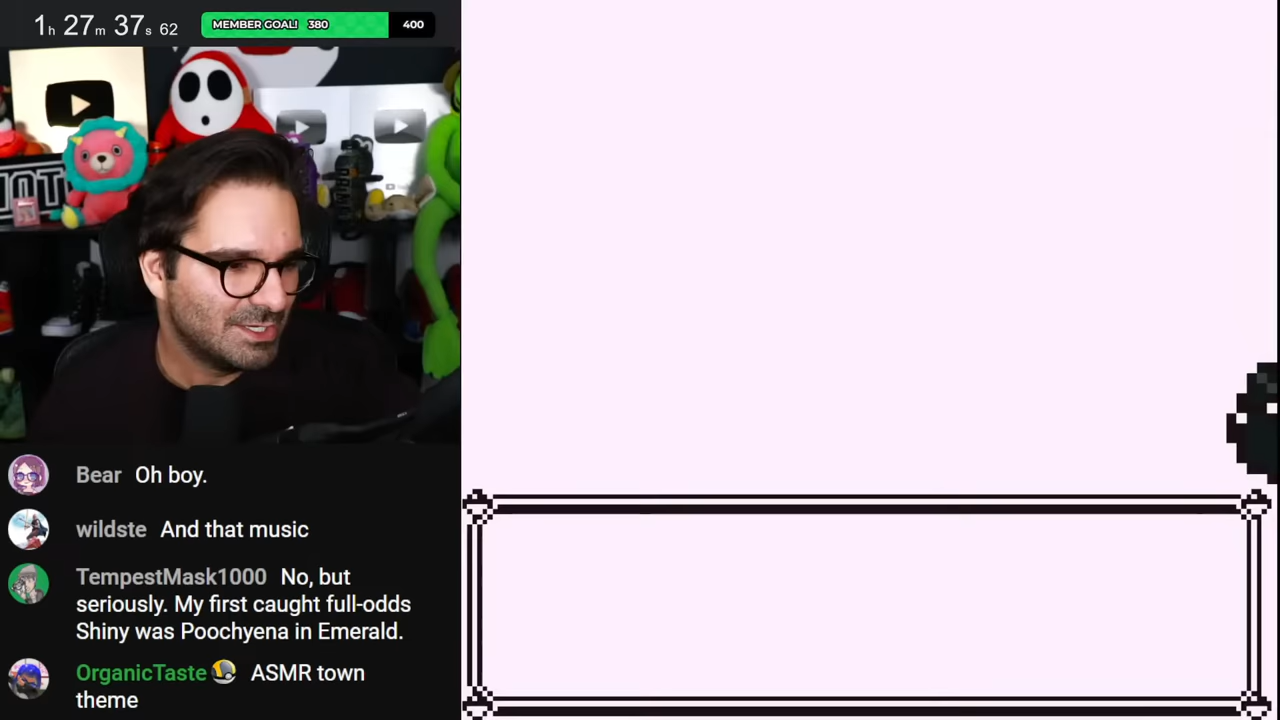 1h 27m 37s 62
MEMBER GOAL! 380 400
Bear Oh boy.
wildste And that music
TempestMask1000 No, but
seriously. My first caught full-odds
Shiny was Poochyena in Emerald.
OrganicTaste ASMR town
theme